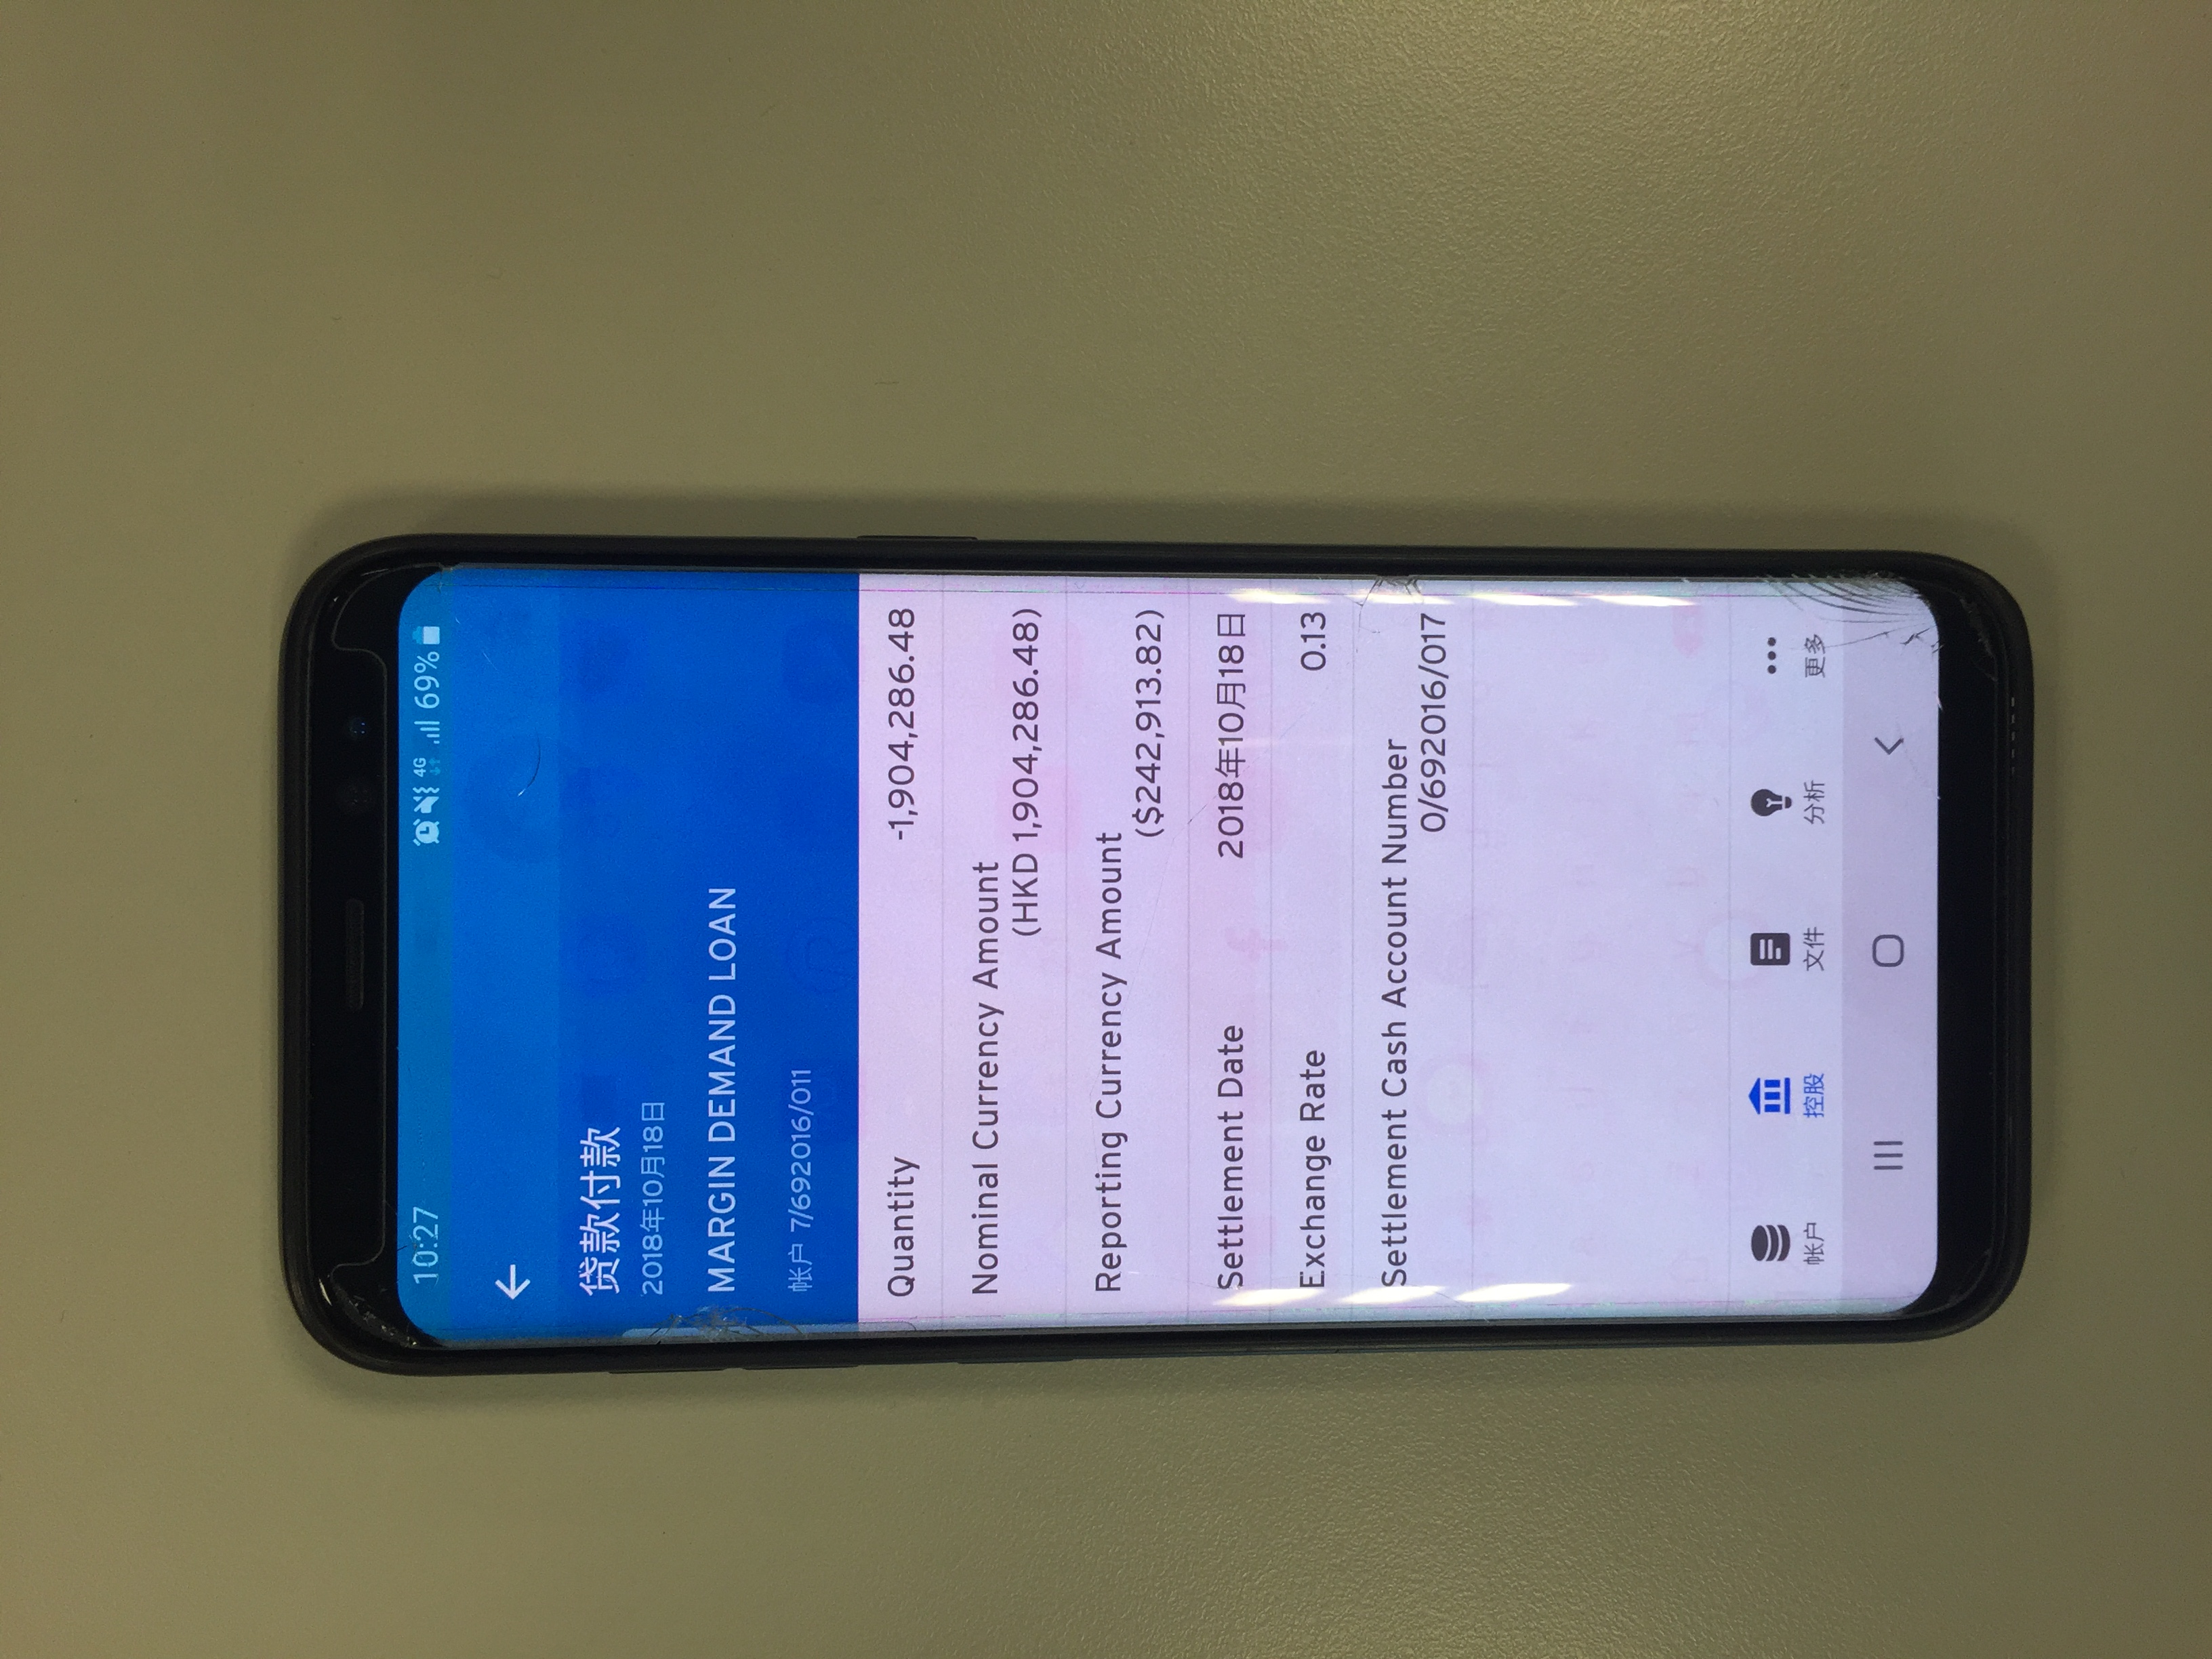 10:27 4G 69%
贷款付款
2018年10月18日
MARGIN DEMAND LOAN
帐户 7/692016/011
Quantity -1,904,286.48
Nominal Currency Amount
(HKD 1,904,286.48)
Reporting Currency Amount
($242,913.82)
Settlement Date 2018年10月18日
Exchange Rate 0.13
Settlement Cash Account Number
0/692016/017
帐户 控股 文件 分析 更多